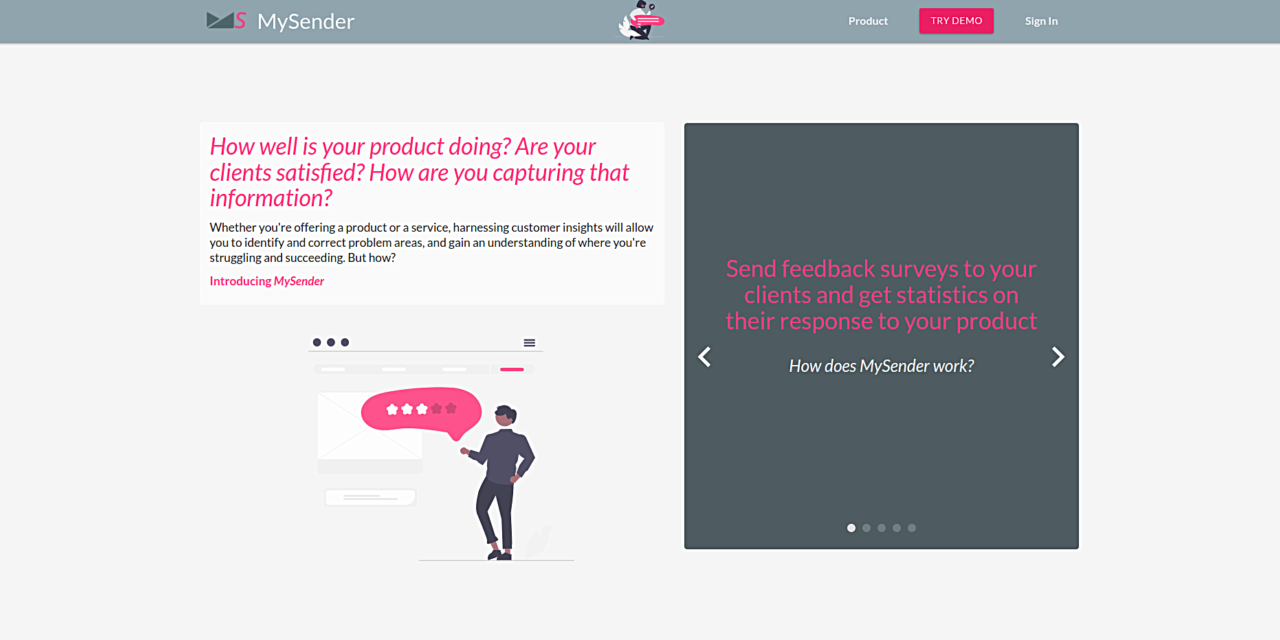 S MySender
Product
TRY DEMO
Sign In
How well is your product doing? Are your
clients satisfied? How are you capturing that
information?
Whether you're offering a product or a service, harnessing customer insights will allow
you to identify and correct problem areas, and gain an understanding of where you're
struggling and succeeding. But how?
Introducing MySender
Send feedback surveys to your
clients and get statistics on
their response to your product
How does MySender work?